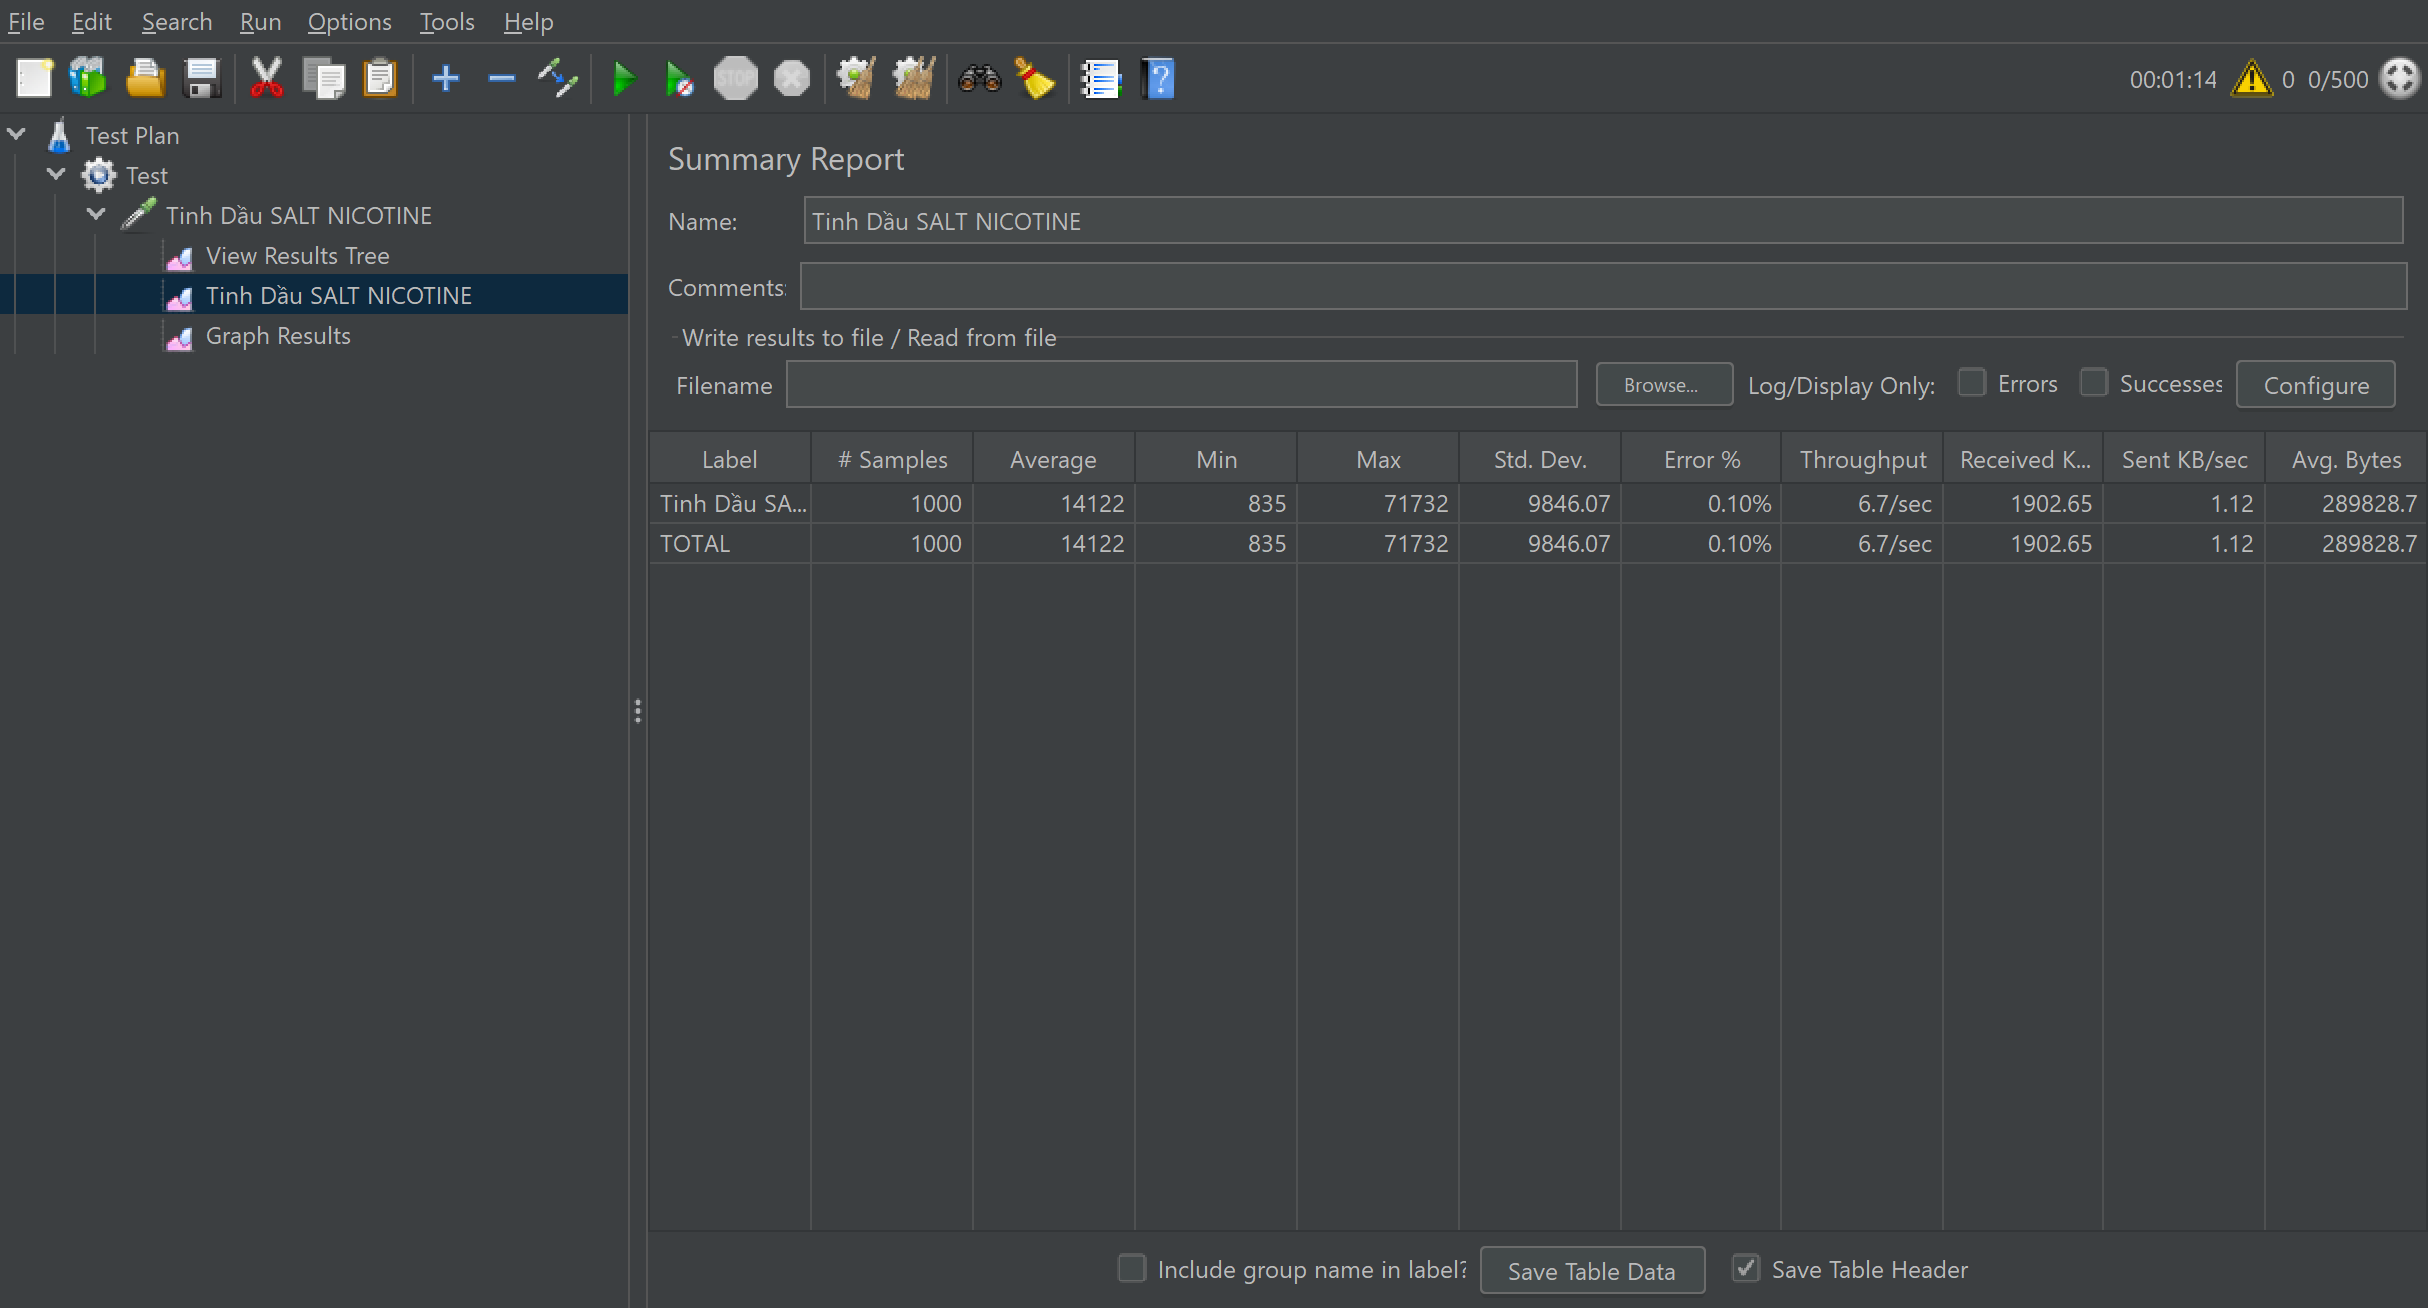 File Edit Search Run Options Tools Help
STOP ? 00:01:14 0 0/500
Test Plan
Test
Tinh Dầu SALT NICOTINE
View Results Tree
Tinh Dầu SALT NICOTINE
Graph Results
Summary Report
Name: Tinh Dầu SALT NICOTINE
Comments:
Write results to file / Read from file
Filename Browse... Log/Display Only: Errors Successes Configure
Label # Samples Average Min Max Std. Dev. Error % Throughput Received K... Sent KB/sec Avg. Bytes
Tinh Dầu SA... 1000 14122 835 71732 9846.07 0.10% 6.7/sec 1902.65 1.12 289828.7
TOTAL 1000 14122 835 71732 9846.07 0.10% 6.7/sec 1902.65 1.12 289828.7
Include group name in label? Save Table Data Save Table Header